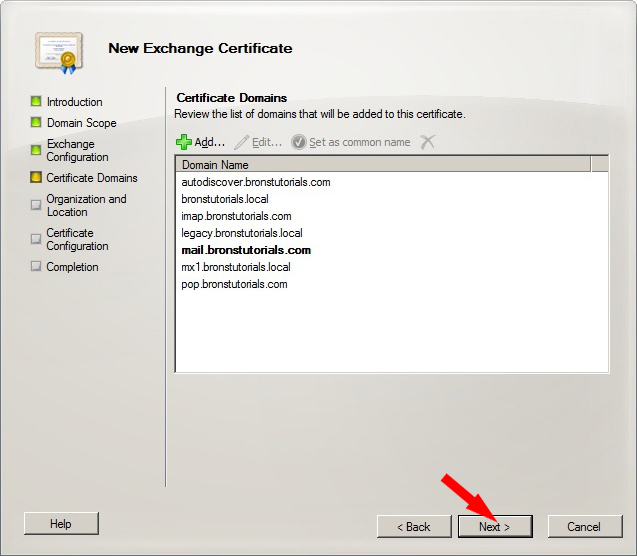 New Exchange Certificate
Introduction
Domain Scope
Exchange
Configuration
Certificate Domains
Organization and
Location
Certificate
Configuration
Completion
Certificate Domains
Review the list of domains that will be added to this certificate.
Add... Edit... Set as common name
Domain Name
autodiscover.bronstutorials.com
bronstutorials.local
imap.bronstutorials.com
legacy.bronstutorials.local
mail.bronstutorials.com
mx1.bronstutorials.local
pop.bronstutorials.com
Help < Back Next > Cancel